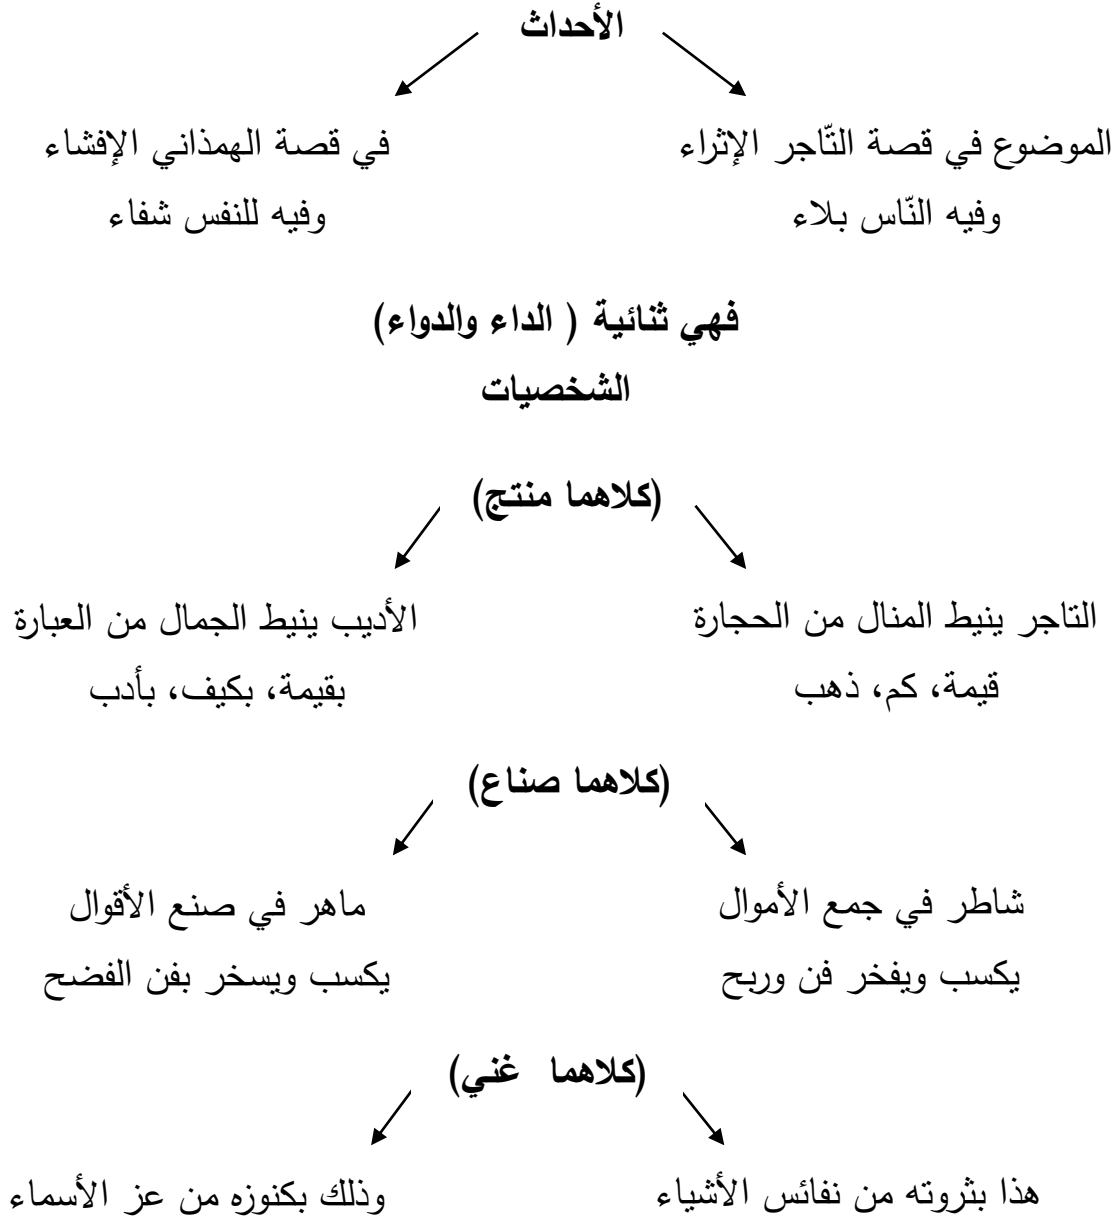 الأحداث
الموضوع في قصة التّاجر الإثراء
في قصة الهمذاني الإفشاء
وفيه النّاس بلاء
وفيه للنفس شفاء
فهي ثنائية ( الداء والدواء)
الشخصيات
(كلاهما منتج)
التاجر ينيط المنال من الحجارة
الأديب ينيط الجمال من العبارة
قيمة، كم، ذهب
بقيمة، بكيف، بأدب
(كلاهما صناع)
شاطر في جمع الأموال
ماهر في صنع الأقوال
يكسب ويفخر فن وربح
يكسب ويسخر بفن الفضح
(كلاهما غني)
هذا بثروته من نفائس الأشياء
وذلك بكنوزه من عز الأسماء